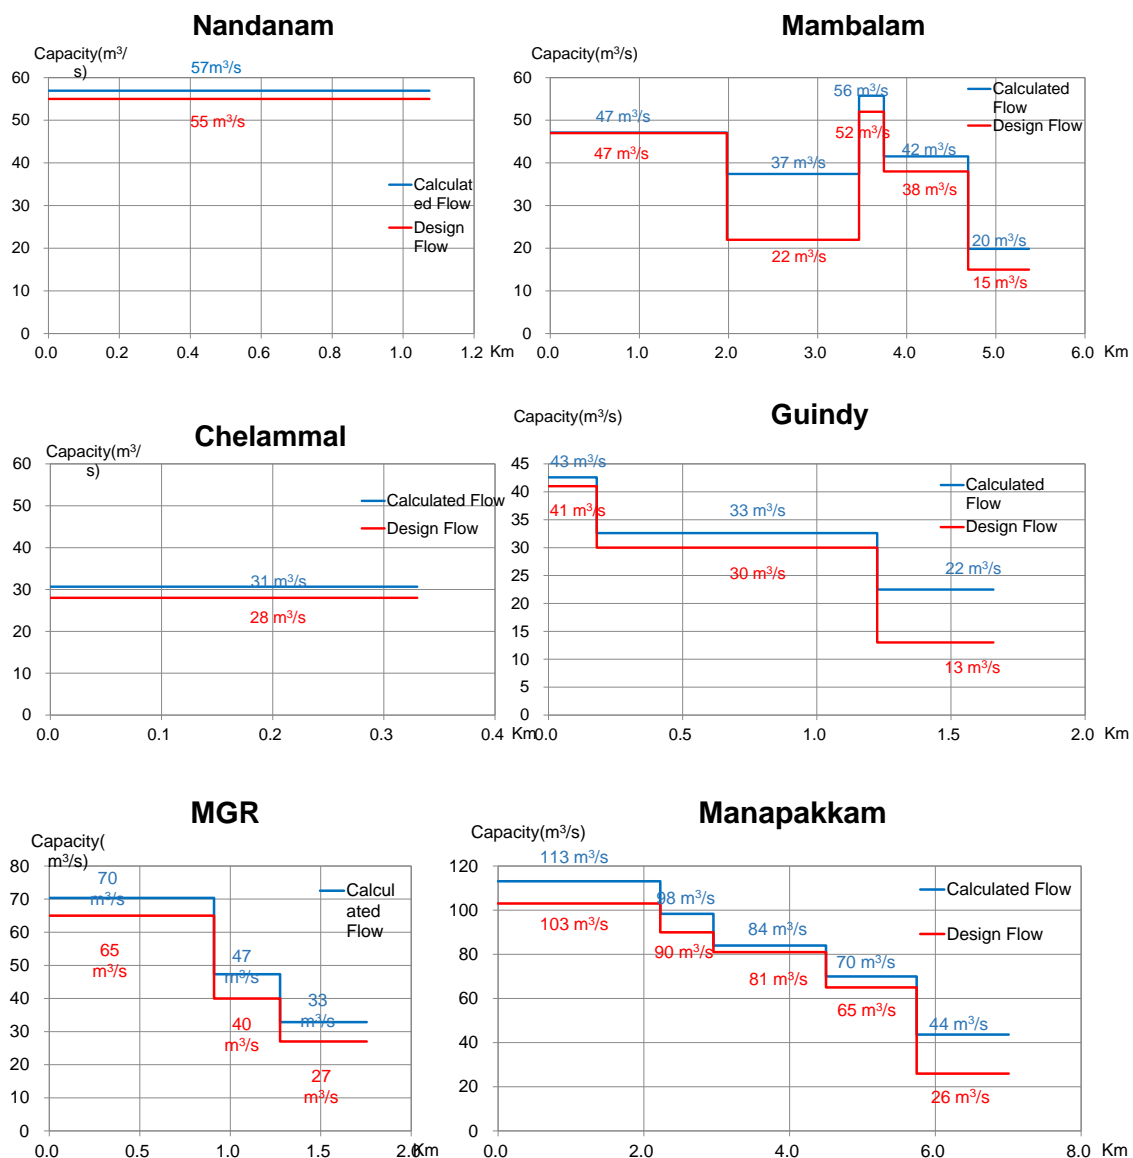 Nandanam
Capacity(m³/
s)
57m³/s
55 m³/s
60
50
40
30
20
10
0
0.0 0.2 0.4 0.6 0.8 1.0 1.2 Km
Calculat
ed Flow
Design
Flow
Mambalam
Capacity(m³/s)
60
50
40
30
20
10
0
0.0 1.0 2.0 3.0 4.0 5.0 6.0 Km
47 m³/s
47 m³/s
37 m³/s
22 m³/s
56 m³/s
52 m³/s
42 m³/s
38 m³/s
20 m³/s
15 m³/s
Calculated
Flow
Design Flow
Chelammal
Capacity(m³/
s)
60
50
40
30
20
10
0
0.0 0.1 0.2 0.3 0.4 Km
31 m³/s
28 m³/s
Calculated Flow
Design Flow
Guindy
Capacity(m³/s)
45
40
35
30
25
20
15
10
5
0
0.0 0.5 1.0 1.5 2.0 Km
43 m³/s
41 m³/s
33 m³/s
30 m³/s
22 m³/s
13 m³/s
Calculated
Flow
Design Flow
MGR
Capacity(
m³/s)
80
70
60
50
40
30
20
10
0
0.0 0.5 1.0 1.5 2.0 Km
70
m³/s
65
m³/s
47
m³/s
40
m³/s
33
m³/s
27
m³/s
Calcul
ated
Flow
Manapakkam
Capacity(m³/s)
120
100
80
60
40
20
0
0.0 2.0 4.0 6.0 8.0 Km
113 m³/s
103 m³/s
98 m³/s
90 m³/s
84 m³/s
81 m³/s
70 m³/s
65 m³/s
44 m³/s
26 m³/s
Calculated Flow
Design Flow